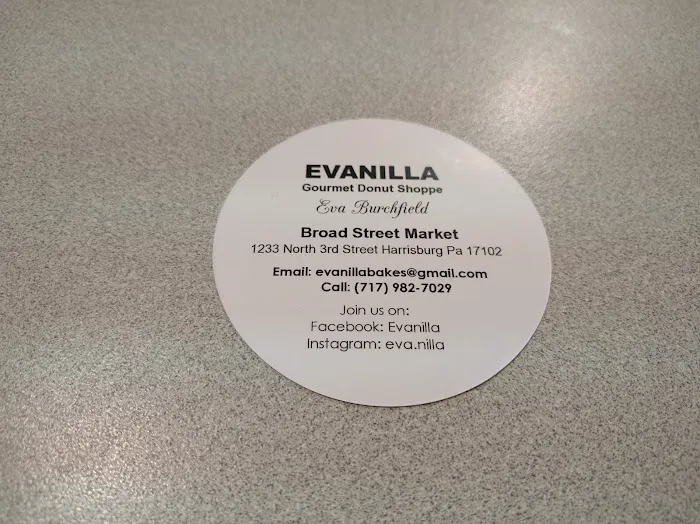 EVANILLA
Gourmet Donut Shoppe
Eva Burchfield
Broad Street Market
1233 North 3rd Street Harrisburg Pa 17102
Email: evanillabakes@gmail.com
Call: (717) 982-7029
Join us on:
Facebook: Evanilla
Instagram: eva.nilla